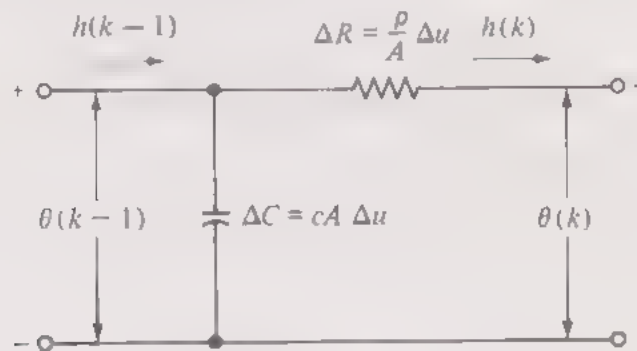 h(k − 1)
ΔR = ρ/A Δu
h(k)
+
θ(k − 1)
ΔC = cA Δu
θ(k)
−